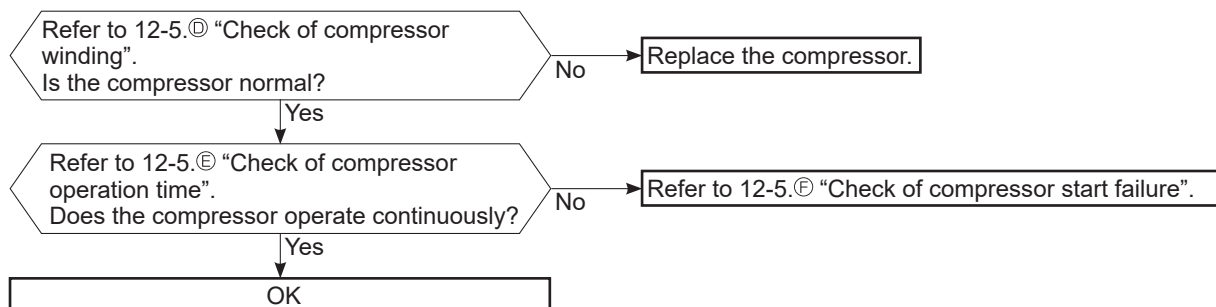 Refer to 12-5.Ⓓ “Check of compressor
winding”.
Is the compressor normal?
No
Replace the compressor.
Yes
Refer to 12-5.Ⓔ “Check of compressor
operation time”.
Does the compressor operate continuously?
No
Refer to 12-5.Ⓕ “Check of compressor start failure”.
Yes
OK